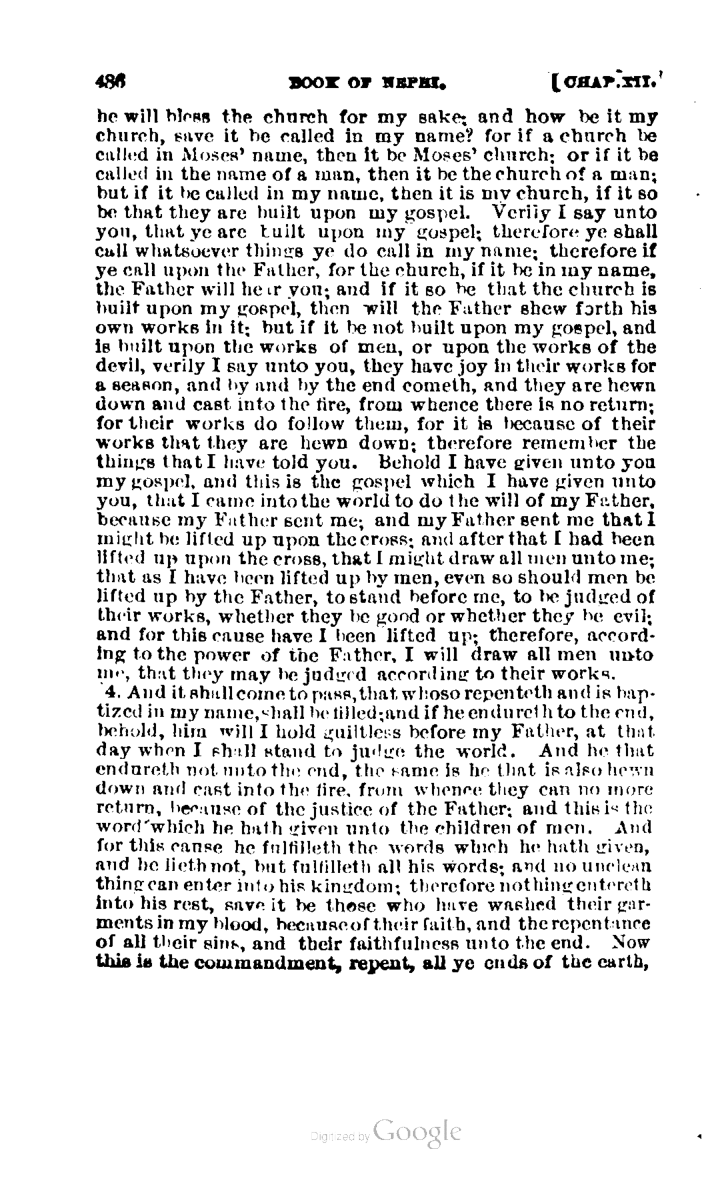 486 BOOK OF NEPHI. [CHAP. XII.
he will bless the church for my sake; and how be it my
church, save it be called in my name? for if a church be
called in Moses' name, then it be Moses' church; or if it be
called in the name of a man, then it be the church of a man;
but if it be called in my name, then it is my church, if it so
be that they are built upon my gospel. Verily I say unto
you, that ye are built upon my gospel; therefore ye shall
call whatsoever things ye do call in my name; therefore if
ye call upon the Father, for the church, if it be in my name,
the Father will hear you; and if it so be that the church is
built upon my gospel, then will the Father shew forth his
own works in it; but if it be not built upon my gospel, and
is built upon the works of men, or upon the works of the
devil, verily I say unto you, they have joy in their works for
a season, and by and by the end cometh, and they are hewn
down and cast into the fire, from whence there is no return;
for their works do follow them, for it is because of their
works that they are hewn down; therefore remember the
things that I have told you. Behold I have given unto you
my gospel, and this is the gospel which I have given unto
you, that I came into the world to do the will of my Father,
because my Father sent me; and my Father sent me that I
might be lifted up upon the cross; and after that I had been
lifted up upon the cross, that I might draw all men unto me;
that as I have been lifted up by men, even so should men be
lifted up by the Father, to stand before me, to be judged of
their works, whether they be good or whether they be evil;
and for this cause have I been lifted up; therefore, accord-
ing to the power of the Father, I will draw all men unto
me, that they may be judged according to their works.
4. And it shall come to pass, that whoso repenteth and is bap-
tized in my name, shall be filled; and if he endureth to the end,
behold, him will I hold guiltless before my Father, at that
day when I shall stand to judge the world. And he that
endureth not unto the end, the same is he that is also hewn
down and cast into the fire, from whence they can no more
return, because of the justice of the Father; and this is the
word which he hath given unto the children of men. And
for this cause he fulfilleth the words which he hath given,
and he lieth not, but fulfilleth all his words; and no unclean
thing can enter into his kingdom; therefore nothing entereth
into his rest, save it be those who have washed their gar-
ments in my blood, because of their faith, and the repentance
of all their sins, and their faithfulness unto the end. Now
this is the commandment, repent, all ye ends of the earth,
Digitized by Google